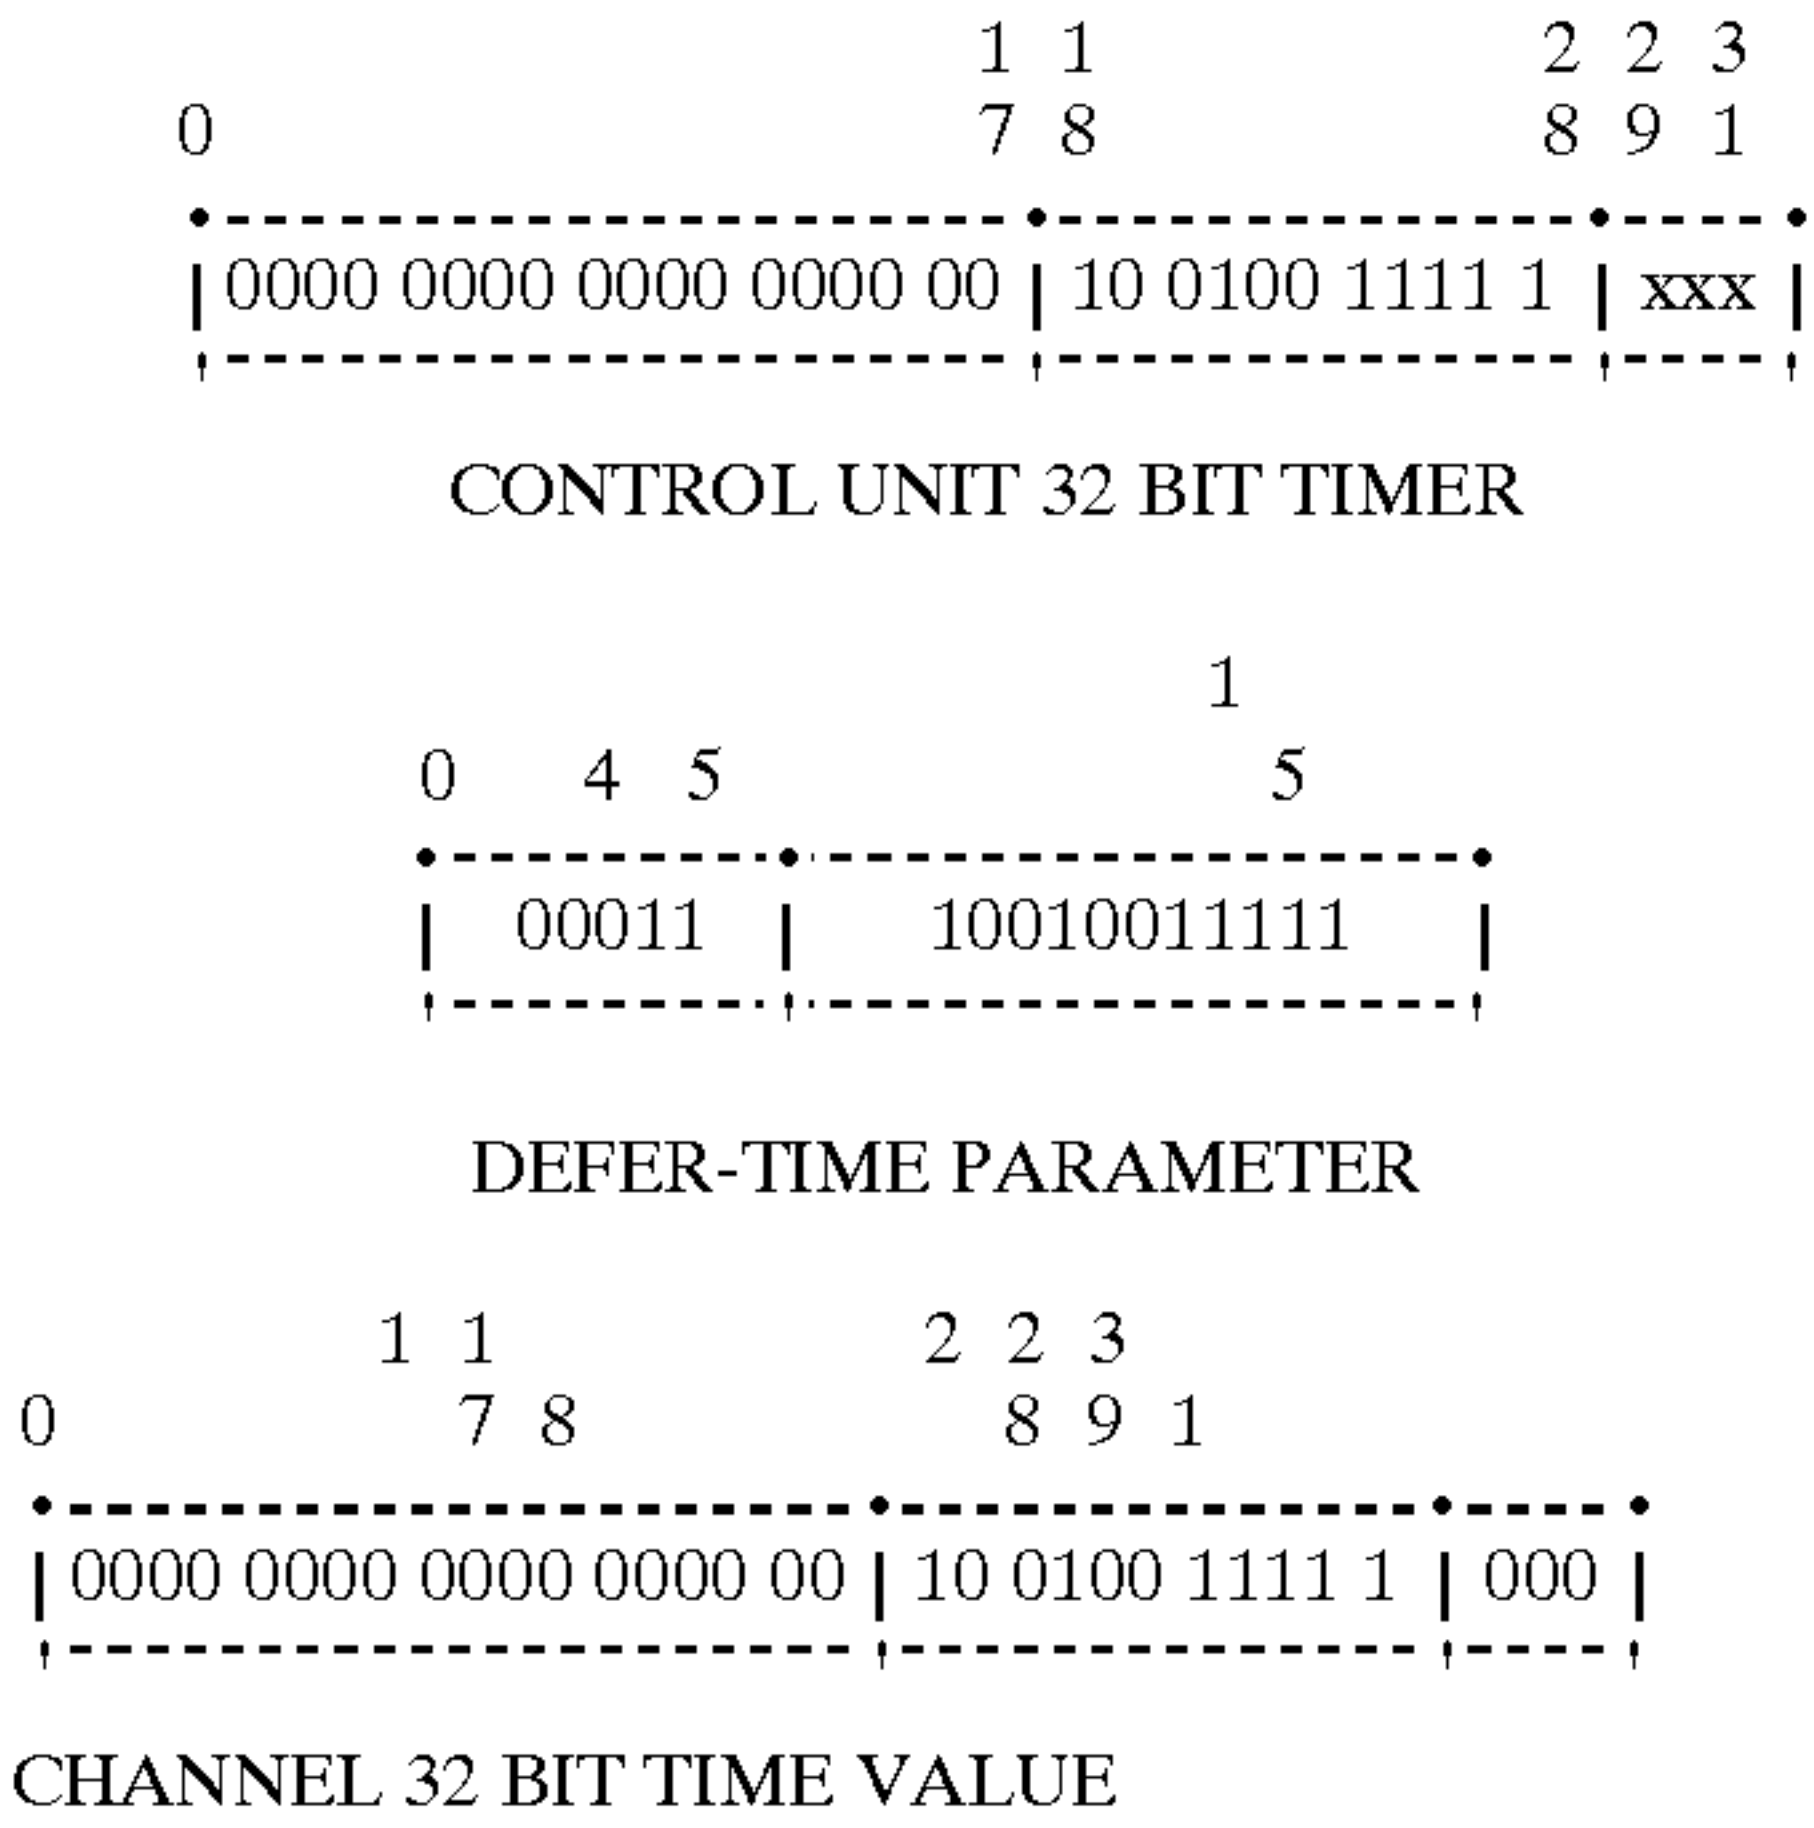 1 1 2 2 3
0 7 8 8 9 1
|0000 0000 0000 0000 00|10 0100 1111 1|xxx|
CONTROL UNIT 32 BIT TIMER
1
0 4 5 5
|00011|10010011111|
DEFER-TIME PARAMETER
1 1 2 2 3
0 7 8 8 9 1
|0000 0000 0000 0000 00|10 0100 1111 1|000|
CHANNEL 32 BIT TIME VALUE